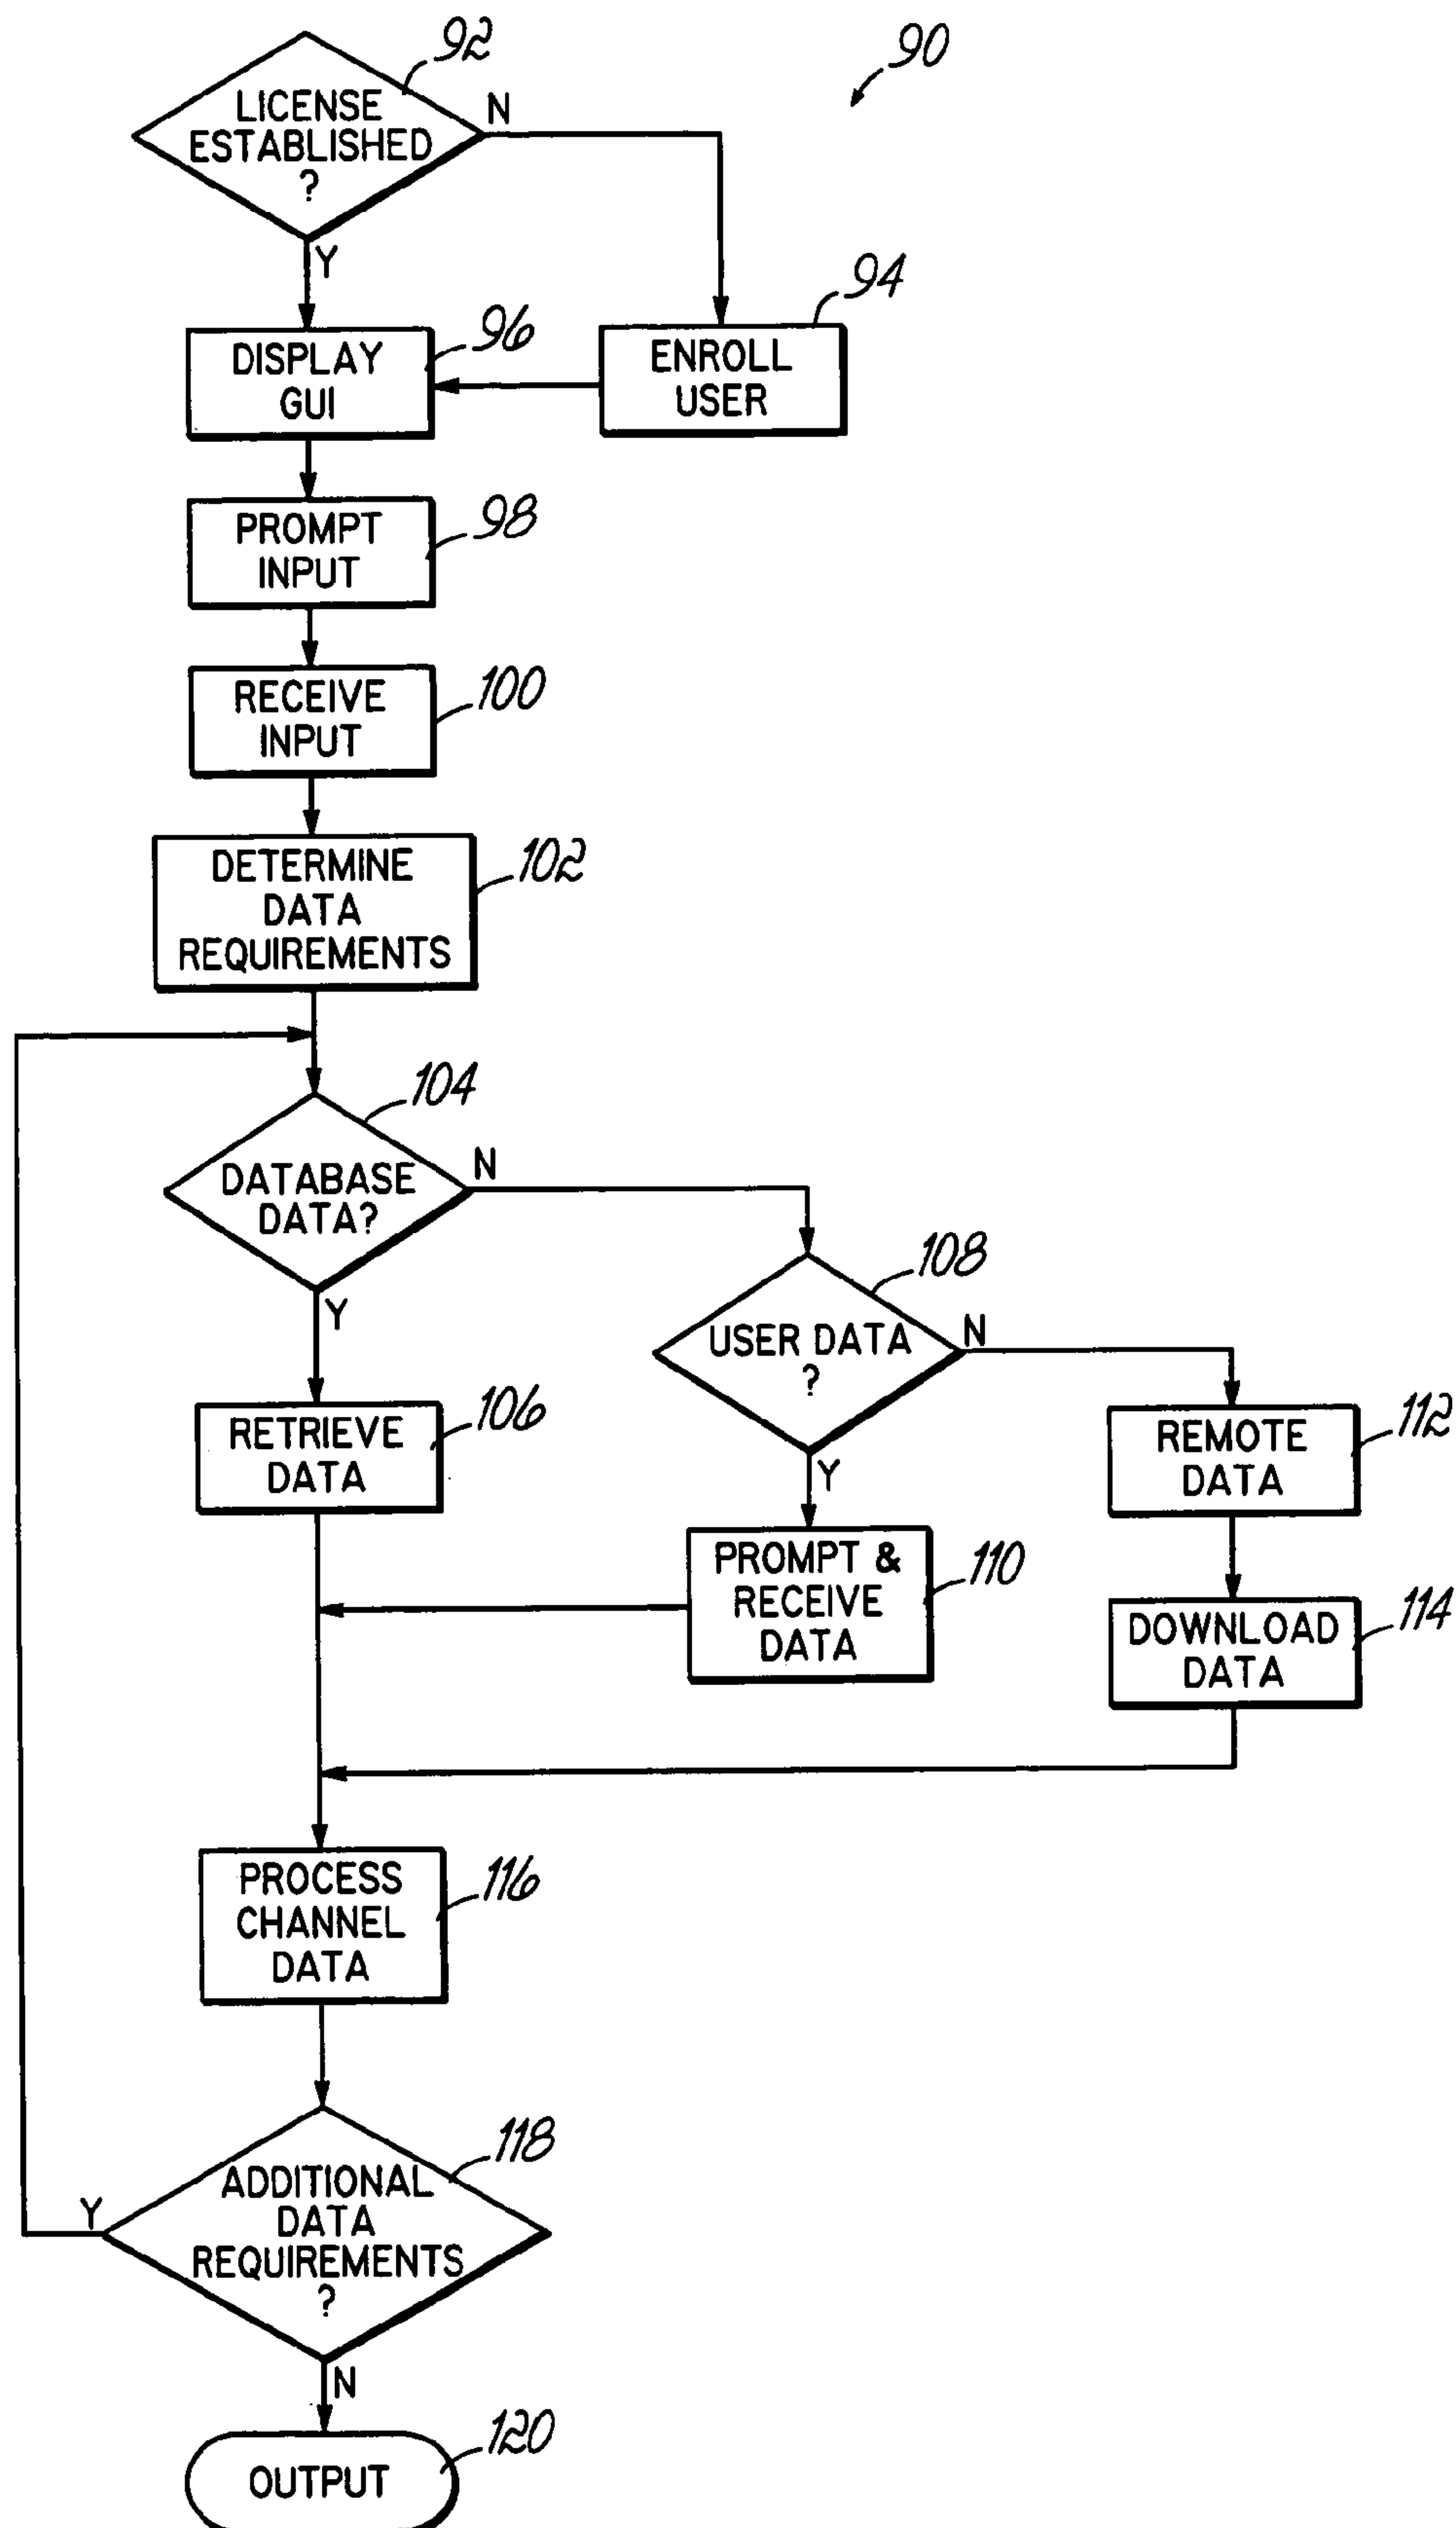 92
90
LICENSE
ESTABLISHED
?
N
Y
94
96
DISPLAY
GUI
ENROLL
USER
98
PROMPT
INPUT
100
RECEIVE
INPUT
102
DETERMINE
DATA
REQUIREMENTS
104
DATABASE
DATA?
N
Y
108
USER DATA
?
N
Y
106
RETRIEVE
DATA
112
REMOTE
DATA
110
PROMPT &
RECEIVE
DATA
114
DOWNLOAD
DATA
116
PROCESS
CHANNEL
DATA
118
ADDITIONAL
DATA
REQUIREMENTS
?
Y
N
120
OUTPUT